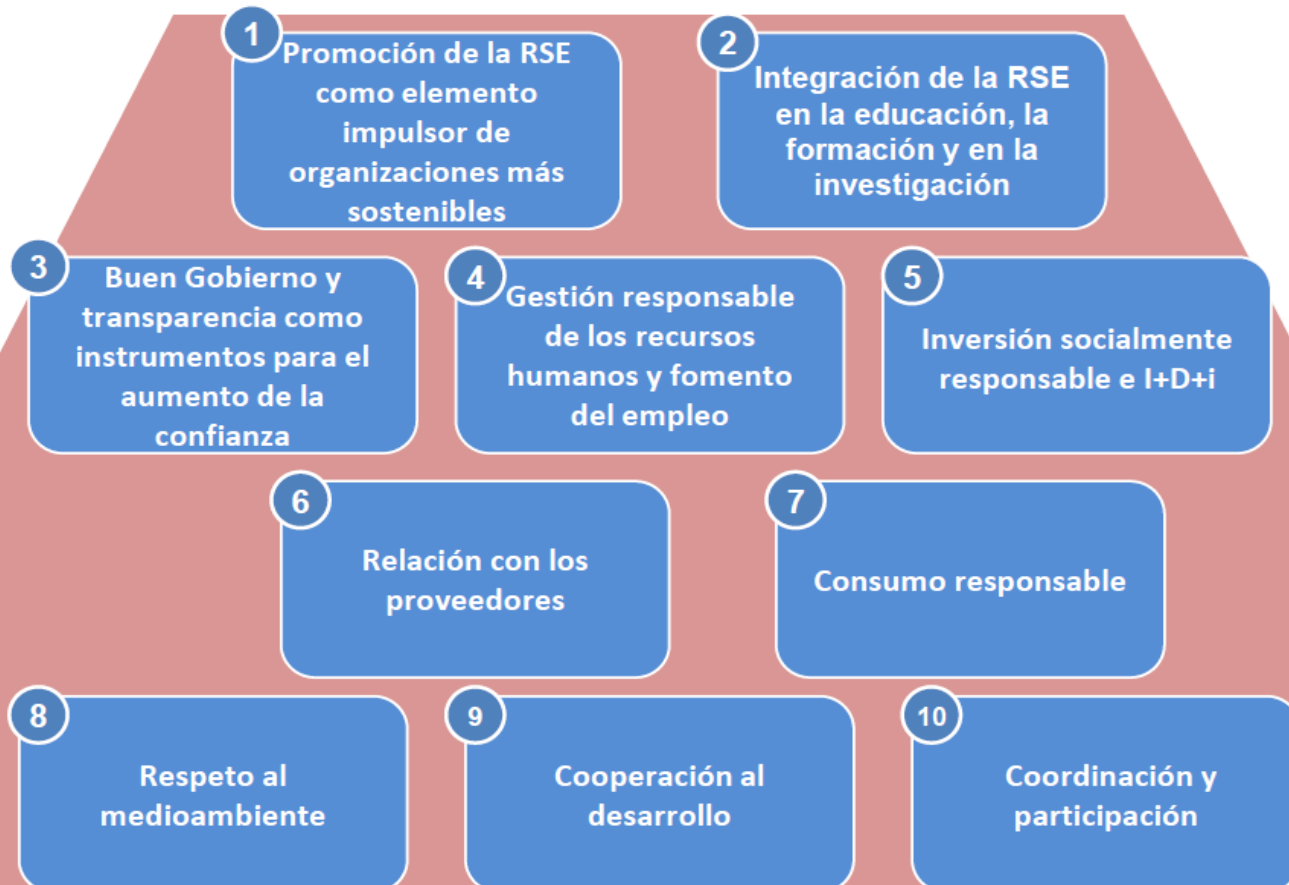 1
Promoción de la RSE
como elemento
impulsor de
organizaciones más
sostenibles
2
Integración de la RSE
en la educación, la
formación y en la
investigación
3
Buen Gobierno y
transparencia como
instrumentos para el
aumento de la
confianza
4
Gestión responsable
de los recursos
humanos y fomento
del empleo
5
Inversión socialmente
responsable e I+D+i
6
Relación con los
proveedores
7
Consumo responsable
8
Respeto al
medioambiente
9
Cooperación al
desarrollo
10
Coordinación y
participación